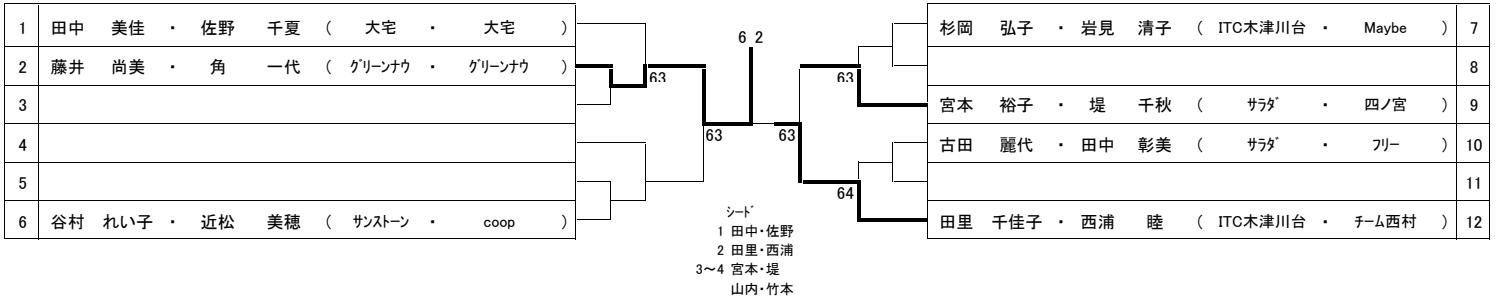 1 田中 美佳 ・ 佐野 千夏 ( 大宅 ・ 大宅 )
2 藤井 尚美 ・ 角 一代 ( グリーンナウ ・ グリーンナウ )
3
4
5
6 谷村 れい子 ・ 近松 美穂 ( サンストーン ・ coop )
63
63
6 2
63
63
64
杉岡 弘子 ・ 岩見 清子 ( ITC木津川台 ・ Maybe ) 7
8
宮本 裕子 ・ 堤 千秋 ( サラダ ・ 四ノ宮 ) 9
古田 麗代 ・ 田中 彰美 ( サラダ ・ フリー ) 10
11
田里 千佳子 ・ 西浦 睦 ( ITC木津川台 ・ チーム西村 ) 12
シード
1 田中・佐野
2 田里・西浦
3～4 宮本・堤
山内・竹本